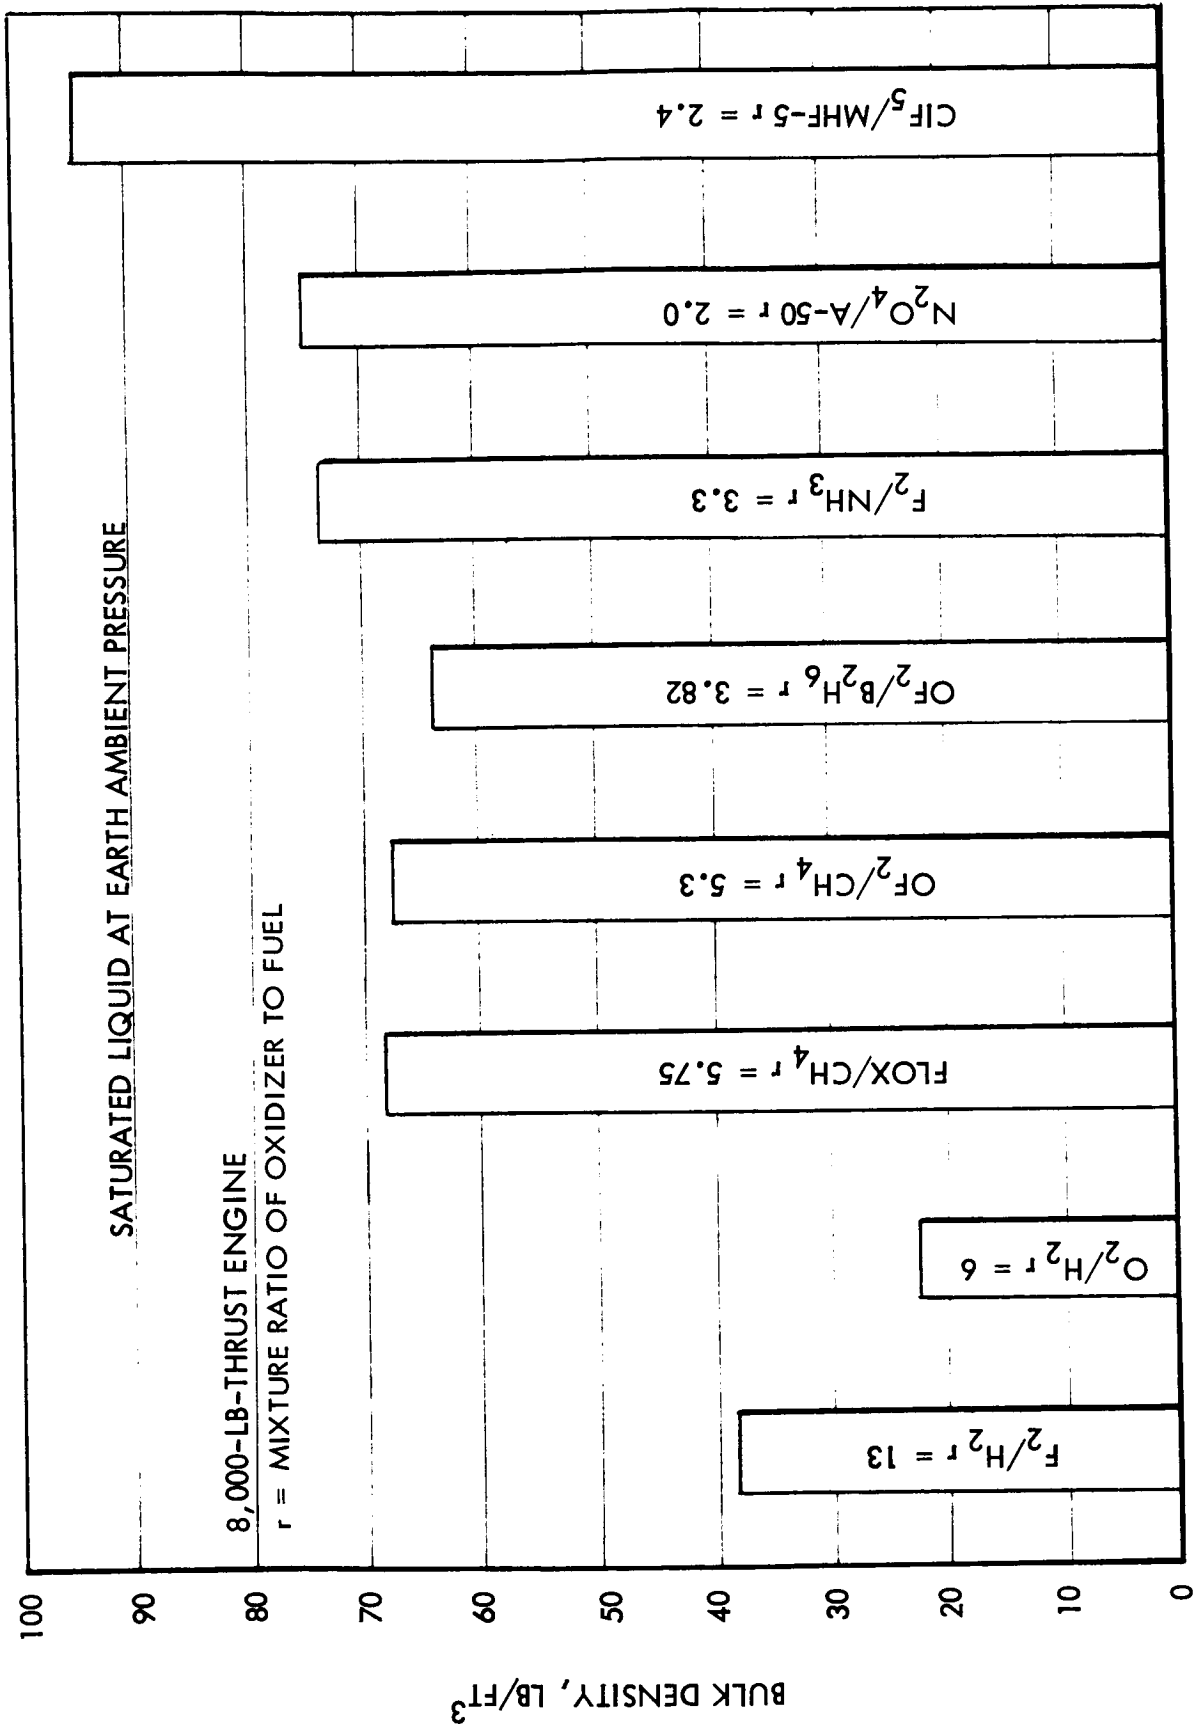 SATURATED LIQUID AT EARTH AMBIENT PRESSURE
8,000-LB-THRUST ENGINE
r = MIXTURE RATIO OF OXIDIZER TO FUEL
BULK DENSITY, LB/FT³
100
90
80
70
60
50
40
30
20
10
0
F₂/H₂ r = 13
O₂/H₂ r = 6
FLOX/CH₄ r = 5.75
OF₂/CH₄ r = 5.3
OF₂/B₂H₆ r = 3.82
F₂/NH₃ r = 3.3
N₂O₄/A-50 r = 2.0
ClF₅/MHF-5 r = 2.4